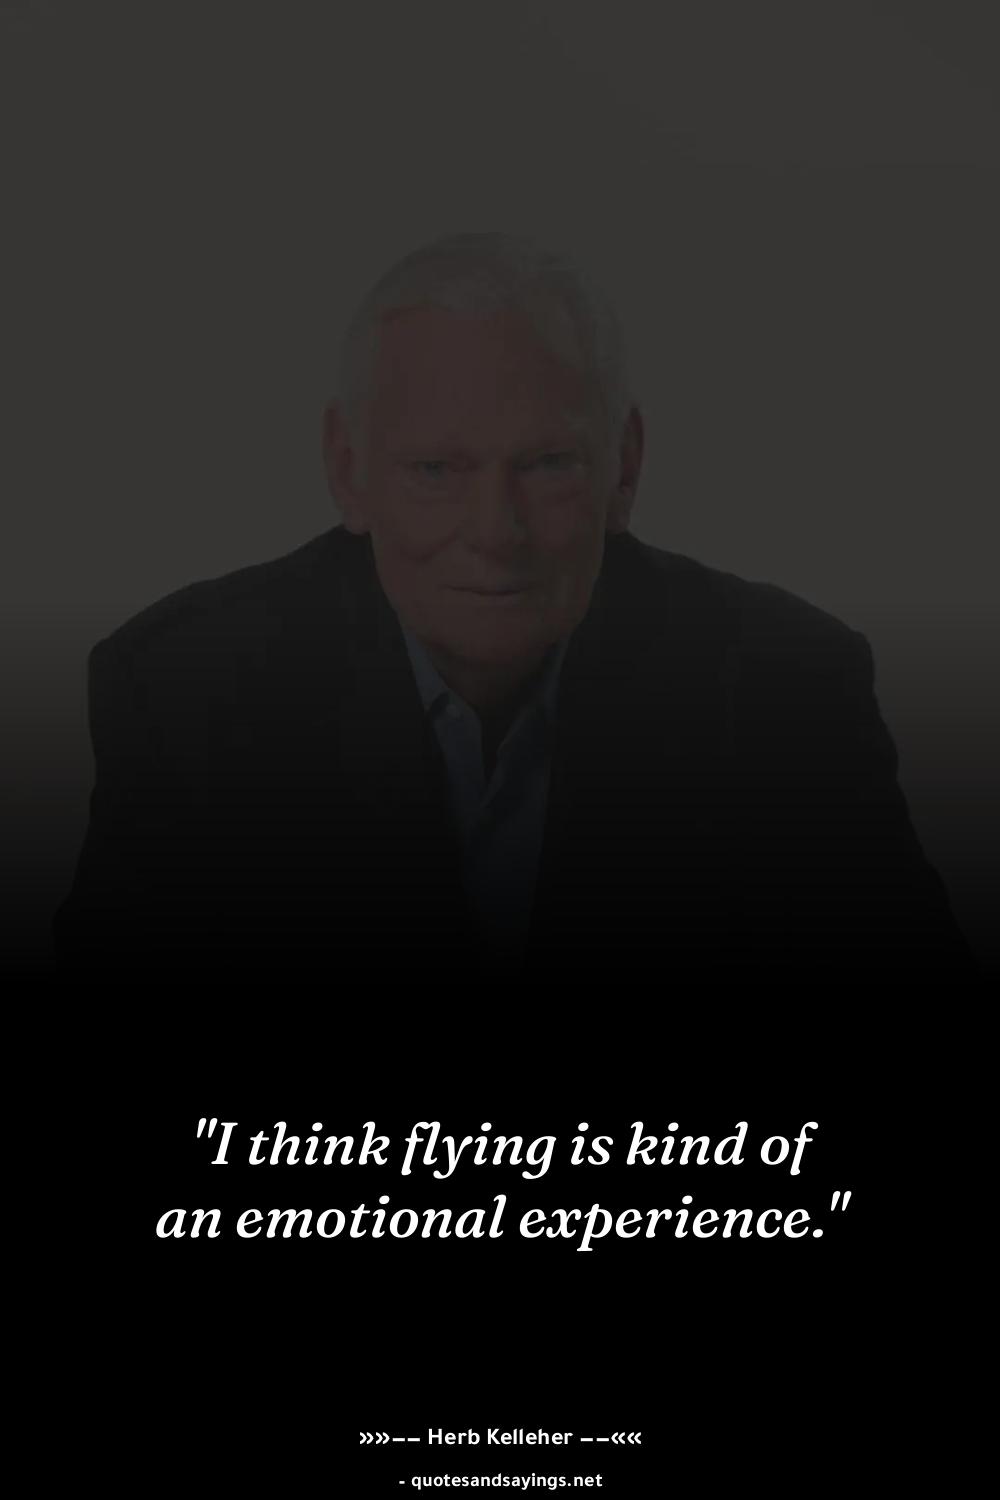 "I think flying is kind of
an emotional experience."
»»–– Herb Kelleher ––««
- quotesandsayings.net